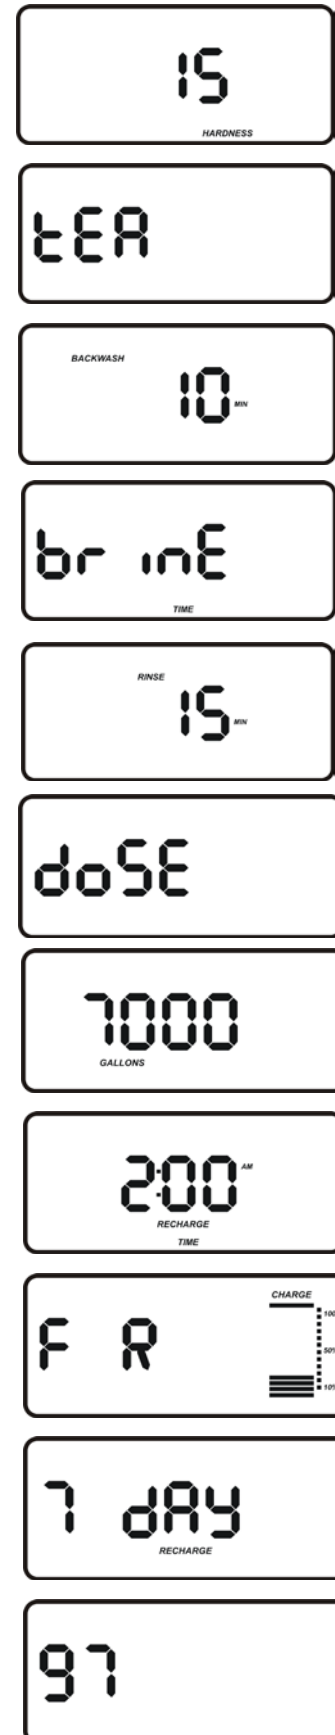 15
HARDNESS
tEA
BACKWASH
10 MIN
br inE
TIME
RINSE
15 MIN
doSE
7000
GALLONS
2:00 AM
RECHARGE
TIME
F R
CHARGE
100
50%
10%
7 dAY
RECHARGE
97